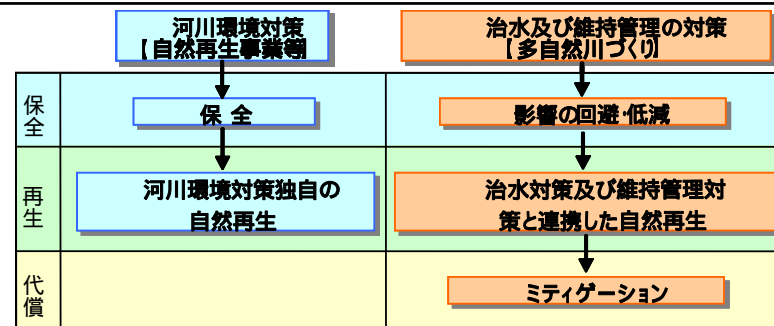 河川環境対策
【自然再生事業等】
治水及び維持管理の対策
【多自然川づくり】
保全
保 全
影響の回避・低減
再生
河川環境対策独自の
自然再生
治水対策及び維持管理対
策と連携した自然再生
代償
ミティゲーション